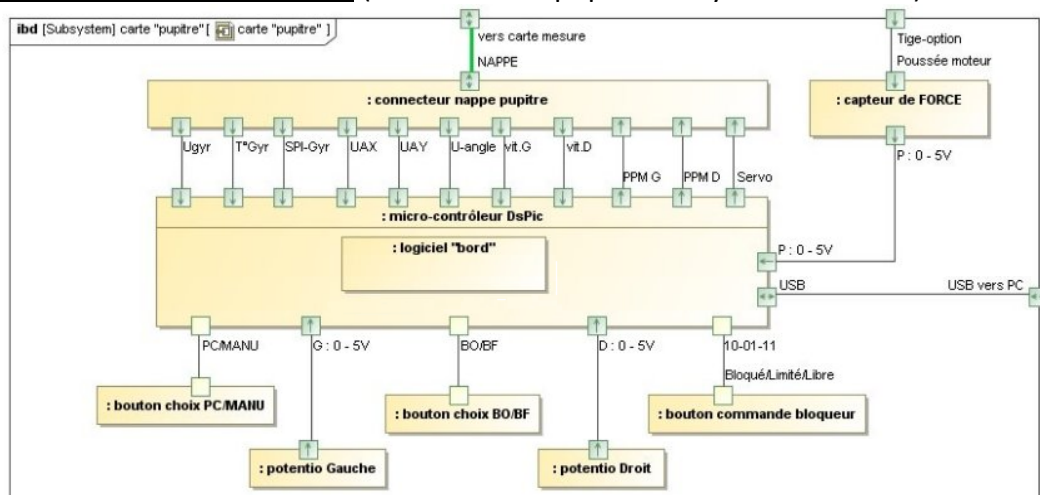 ibd [Subsystem] carte "pupitre"[ carte "pupitre" ]
vers carte mesure
NAPPE
Tige-option
Poussée moteur
: connecteur nappe pupitre
: capteur de FORCE
Ugyr T°Gyr SPI-Gyr UAX UAY U-angle vit.G vit.D
P : 0 - 5V
PPM G PPM D Servo
: micro-contrôleur DsPic
: logiciel "bord"
P : 0 - 5V
USB USB vers PC
PC/MANU G : 0 - 5V BO/BF D : 0 - 5V 10-01-11
Bloqué/Limité/Libre
: bouton choix PC/MANU : bouton choix BO/BF : bouton commande bloqueur
: potentio Gauche : potentio Droit